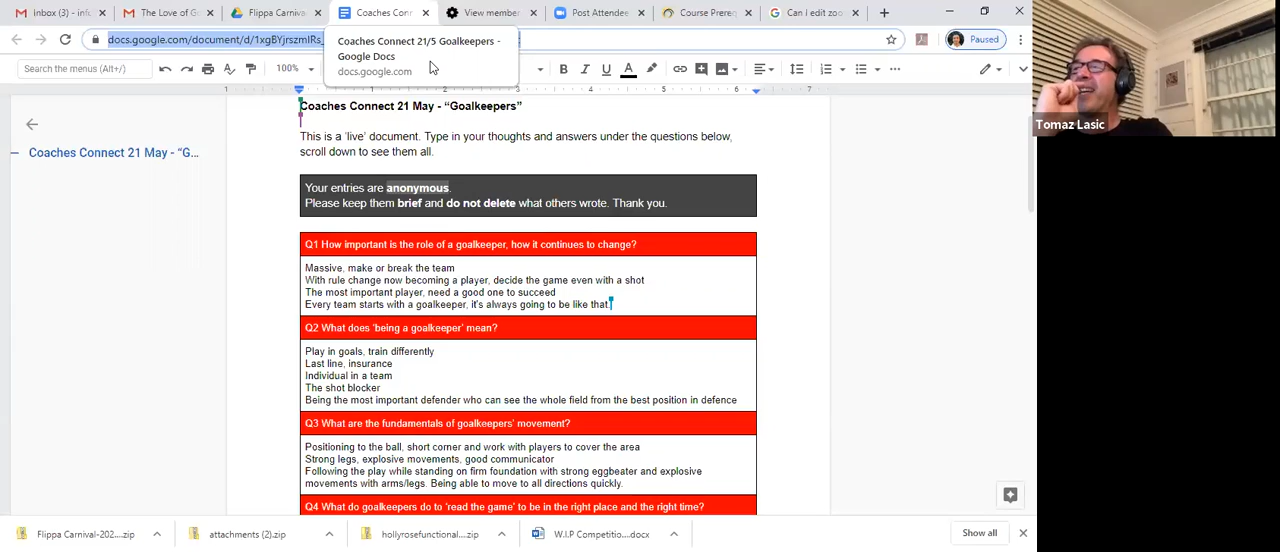 Inbox (3) - im
The Love of G
Flippa Carniva
Coaches Conn
View member
Post Attendee
Course Prereq
Can I edit zoo
docs.google.com/document/d/1xgBYjrszmIRs_
Paused
Coaches Connect 21/5 Goalkeepers -
Google Docs
docs.google.com
Search the menus (Alt+/)
100%
B I U A
1 1 2 3 4 5 6 7
Tomaz Lasic
Coaches Connect 21 May - “G...
Coaches Connect 21 May - “Goalkeepers”
This is a ‘live’ document. Type in your thoughts and answers under the questions below,
scroll down to see them all.
Your entries are anonymous.
Please keep them brief and do not delete what others wrote. Thank you.
Q1 How important is the role of a goalkeeper, how it continues to change?
Massive, make or break the team
With rule change now becoming a player, decide the game even with a shot
The most important player, need a good one to succeed
Every team starts with a goalkeeper, it's always going to be like that.
Q2 What does 'being a goalkeeper' mean?
Play in goals, train differently
Last line, insurance
Individual in a team
The shot blocker
Being the most important defender who can see the whole field from the best position in defence
Q3 What are the fundamentals of goalkeepers' movement?
Positioning to the ball, short corner and work with players to cover the area
Strong legs, explosive movements, good communicator
Following the play while standing on firm foundation with strong eggbeater and explosive
movements with arms/legs. Being able to move to all directions quickly.
Q4 What do goalkeepers do to 'read the game' to be in the right place and the right time?
Flippa Carnival-202....zip
attachments (2).zip
hollyrosefunctional....zip
W.I.P Competitio....docx
Show all